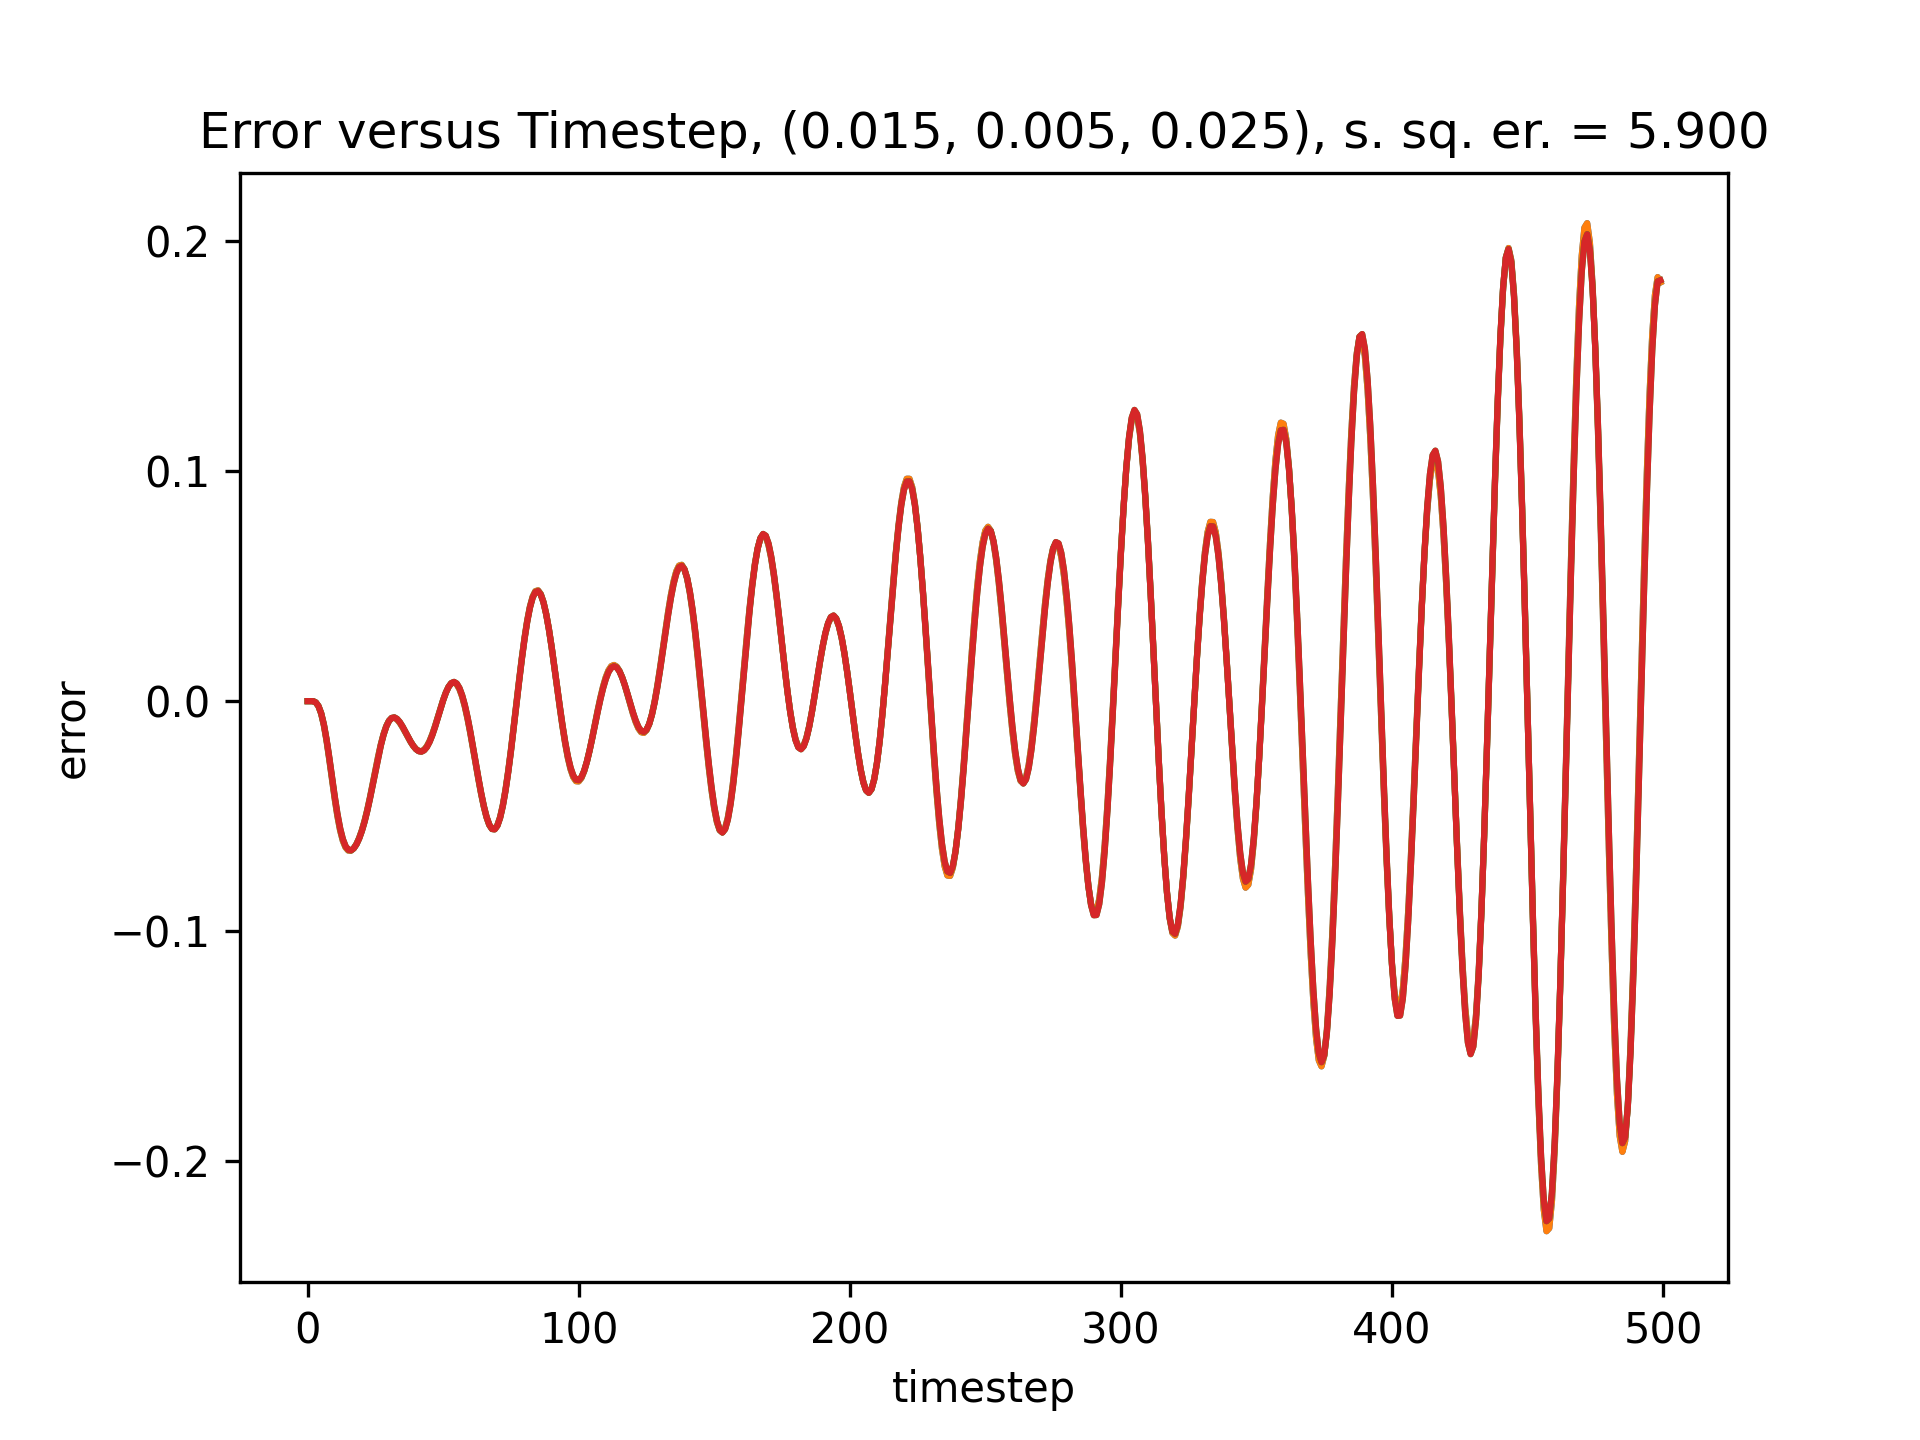 Error versus Timestep, (0.015, 0.005, 0.025), s. sq. er. = 5.900
0.2
0.1
0.0
−0.1
−0.2
error
0 100 200 300 400 500
timestep